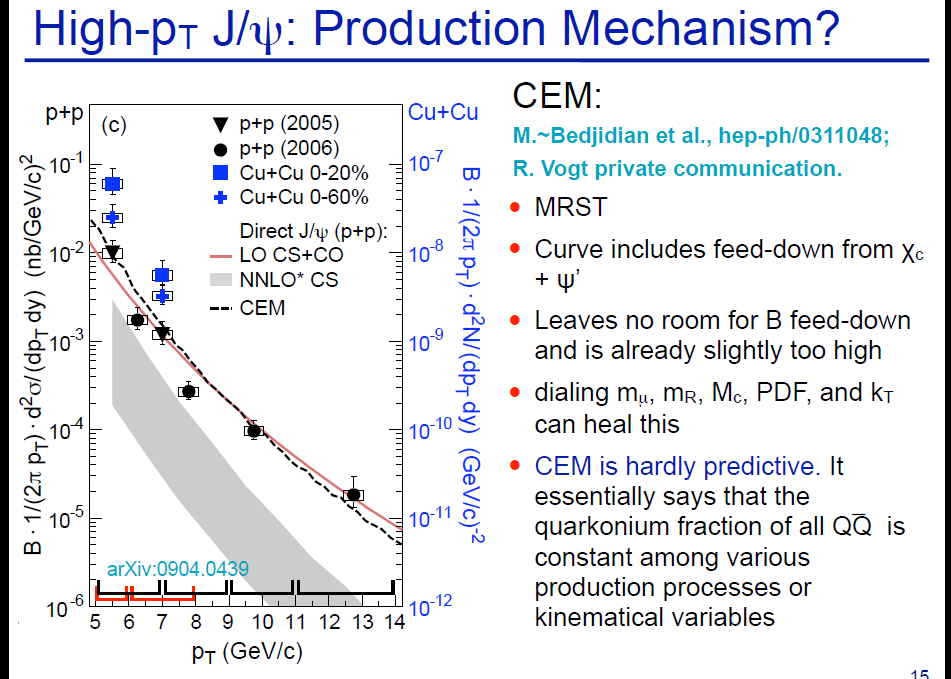 High-pT J/ψ: Production Mechanism?
p+p
(c)
Cu+Cu
p+p (2005)
p+p (2006)
Cu+Cu 0-20%
Cu+Cu 0-60%
Direct J/ψ (p+p):
LO CS+CO
NNLO* CS
CEM
10-1
10-2
10-3
10-4
10-5
10-6
B · 1/(2π pT) · d2σ/(dpT dy) (nb/GeV/c)2
10-7
10-8
10-9
10-10
10-11
10-12
B · 1/(2π pT) · d2N/(dpT dy) (GeV/c)-2
arXiv:0904.0439
5 6 7 8 9 10 11 12 13 14
pT (GeV/c)
CEM:
M.~Bedjidian et al., hep-ph/0311048;
R. Vogt private communication.
• MRST
• Curve includes feed-down from χc
+ ψ’
• Leaves no room for B feed-down
and is already slightly too high
• dialing mμ, mR, Mc, PDF, and kT
can heal this
• CEM is hardly predictive. It
essentially says that the
quarkonium fraction of all QQ̅ is
constant among various
production processes or
kinematical variables
15